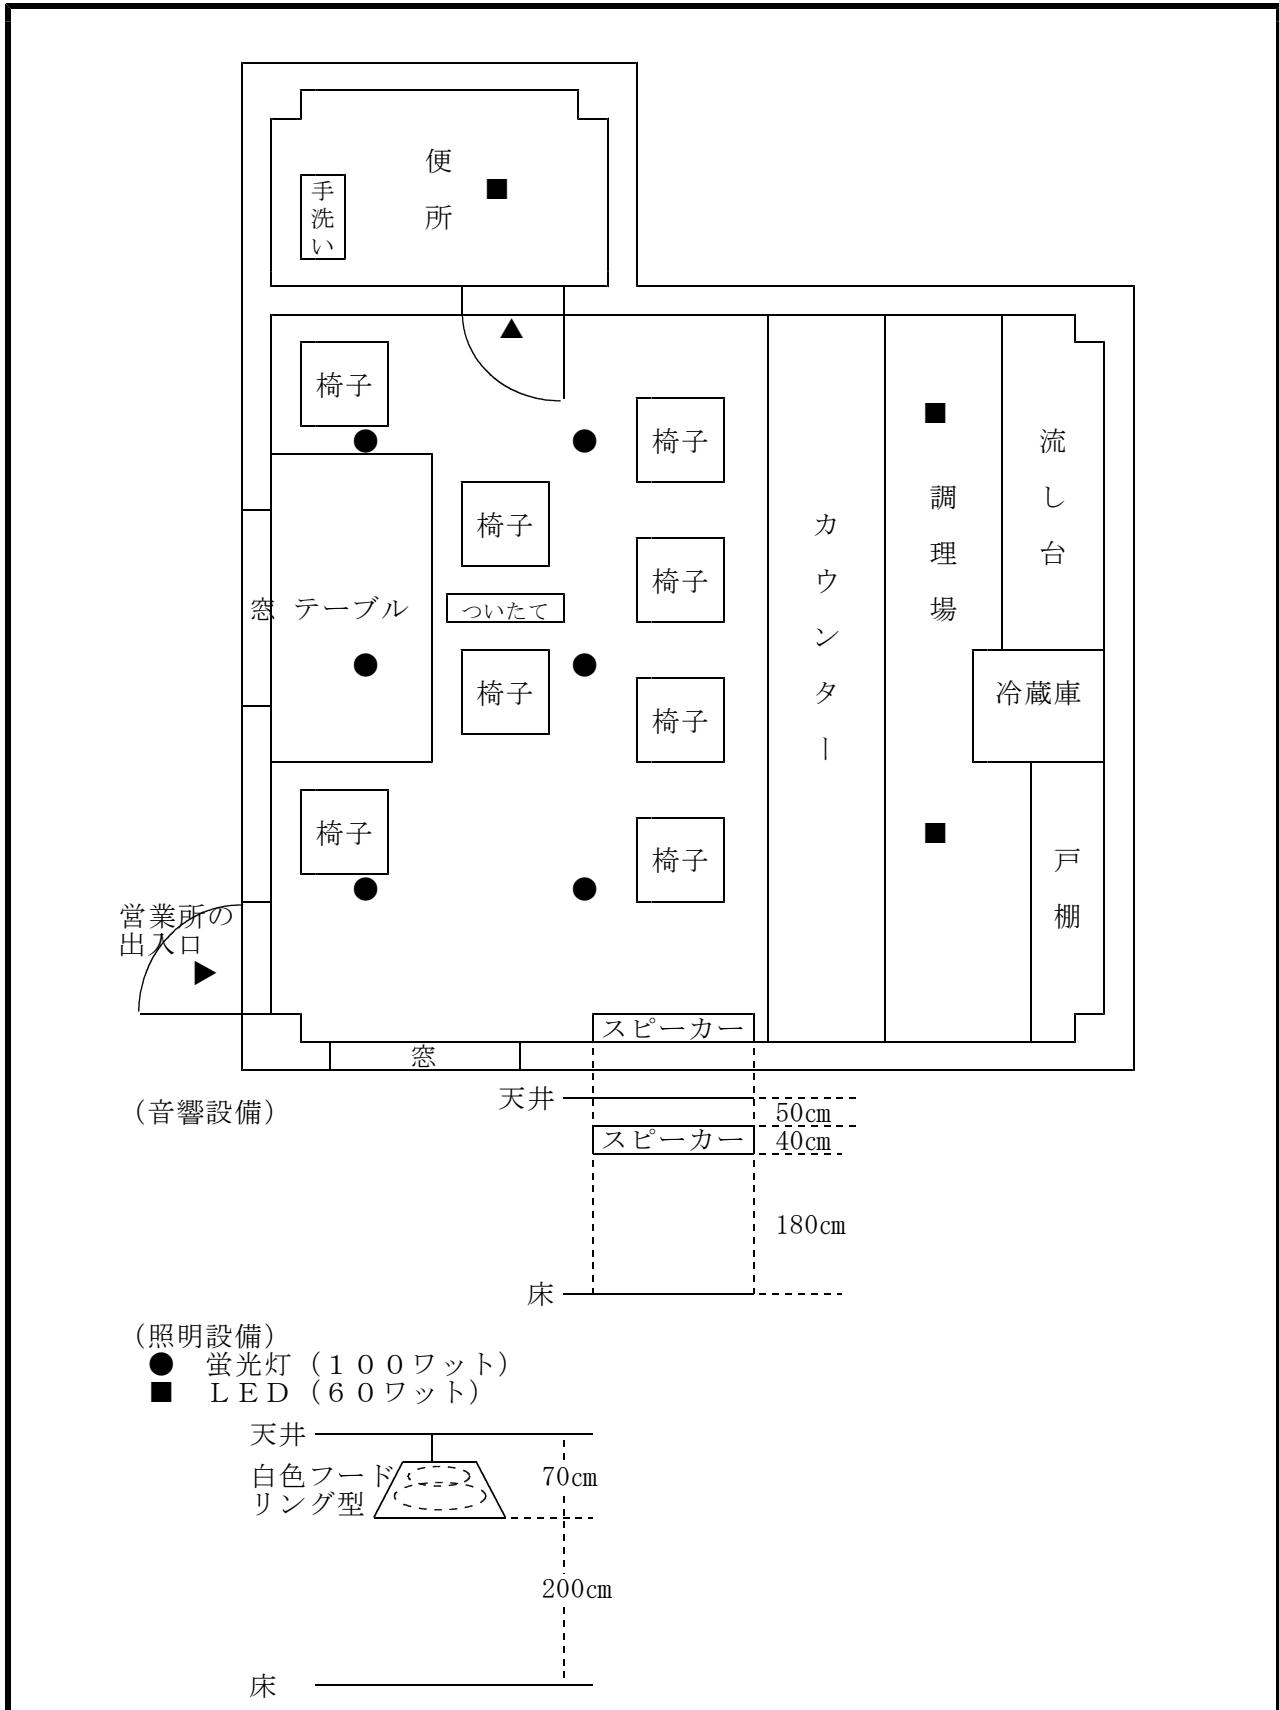 便所
手洗い
椅子
椅子
椅子
流し台
調理場
カウンター
椅子
窓
テーブル
ついたて
椅子
冷蔵庫
椅子
椅子
椅子
椅子
戸棚
営業所の
出入口
スピーカー
窓
（音響設備）
天井
50cm
スピーカー
40cm
180cm
床
（照明設備）
● 蛍光灯（１００ワット）
■ ＬＥＤ（６０ワット）
天井
白色フード
リング型
70cm
200cm
床